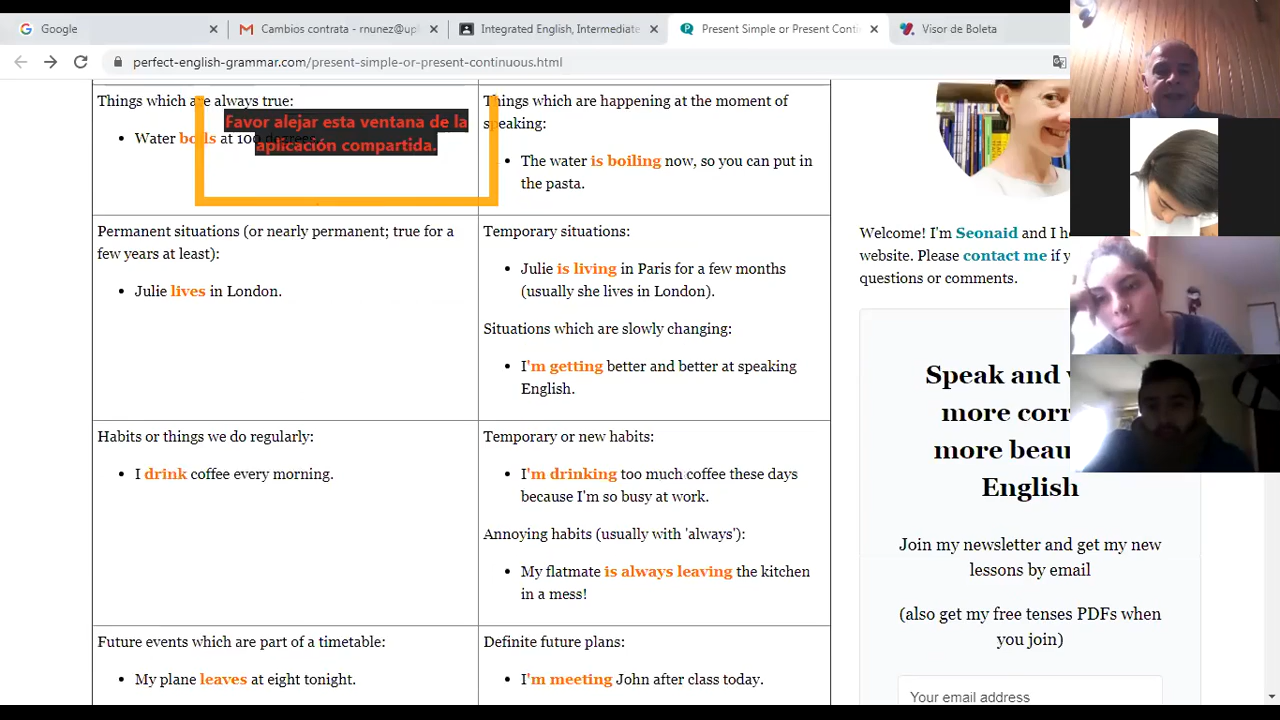 Google
Cambios contrata - rnunez@up
Integrated English, Intermediate
Present Simple or Present Conti
Visor de Boleta
perfect-english-grammar.com/present-simple-or-present-continuous.html
Things which are always true:
Water boils at 100 degrees.
Favor alejar esta ventana de la
aplicación compartida.
Things which are happening at the moment of
speaking:
The water is boiling now, so you can put in
the pasta.
Permanent situations (or nearly permanent; true for a
few years at least):
Julie lives in London.
Temporary situations:
Julie is living in Paris for a few months
(usually she lives in London).
Situations which are slowly changing:
I'm getting better and better at speaking
English.
Habits or things we do regularly:
I drink coffee every morning.
Temporary or new habits:
I'm drinking too much coffee these days
because I'm so busy at work.
Annoying habits (usually with 'always'):
My flatmate is always leaving the kitchen
in a mess!
Future events which are part of a timetable:
My plane leaves at eight tonight.
Definite future plans:
I'm meeting John after class today.
Welcome! I'm Seonaid and I h
website. Please contact me if y
questions or comments.
Speak and
more corr
more beau
English
Join my newsletter and get my new
lessons by email
(also get my free tenses PDFs when
you join)
Your email address